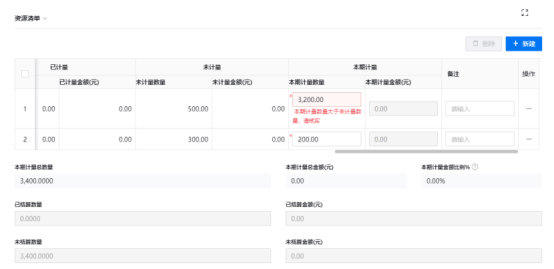 资源清单
删除 + 新建
已计量 未计量 本期计量 备注 操作
已计量金额(元) 未计量数量 未计量金额(元) 本期计量数量 本期计量金额(元)
1 0.00 0.00 500.00 0.00 * 3,200.00 0.00 请输入 —
本期计量数量大于未计量数
量，请核实
2 0.00 0.00 300.00 0.00 * 200.00 0.00 请输入 —
本期计量总数量 本期计量总金额(元) 本期计量金额比例%
3,400.0000 0.00 0.00%
已结算数量 已结算金额(元)
0.0000 0.00
未结算数量 未结算金额(元)
3,400.0000 0.00